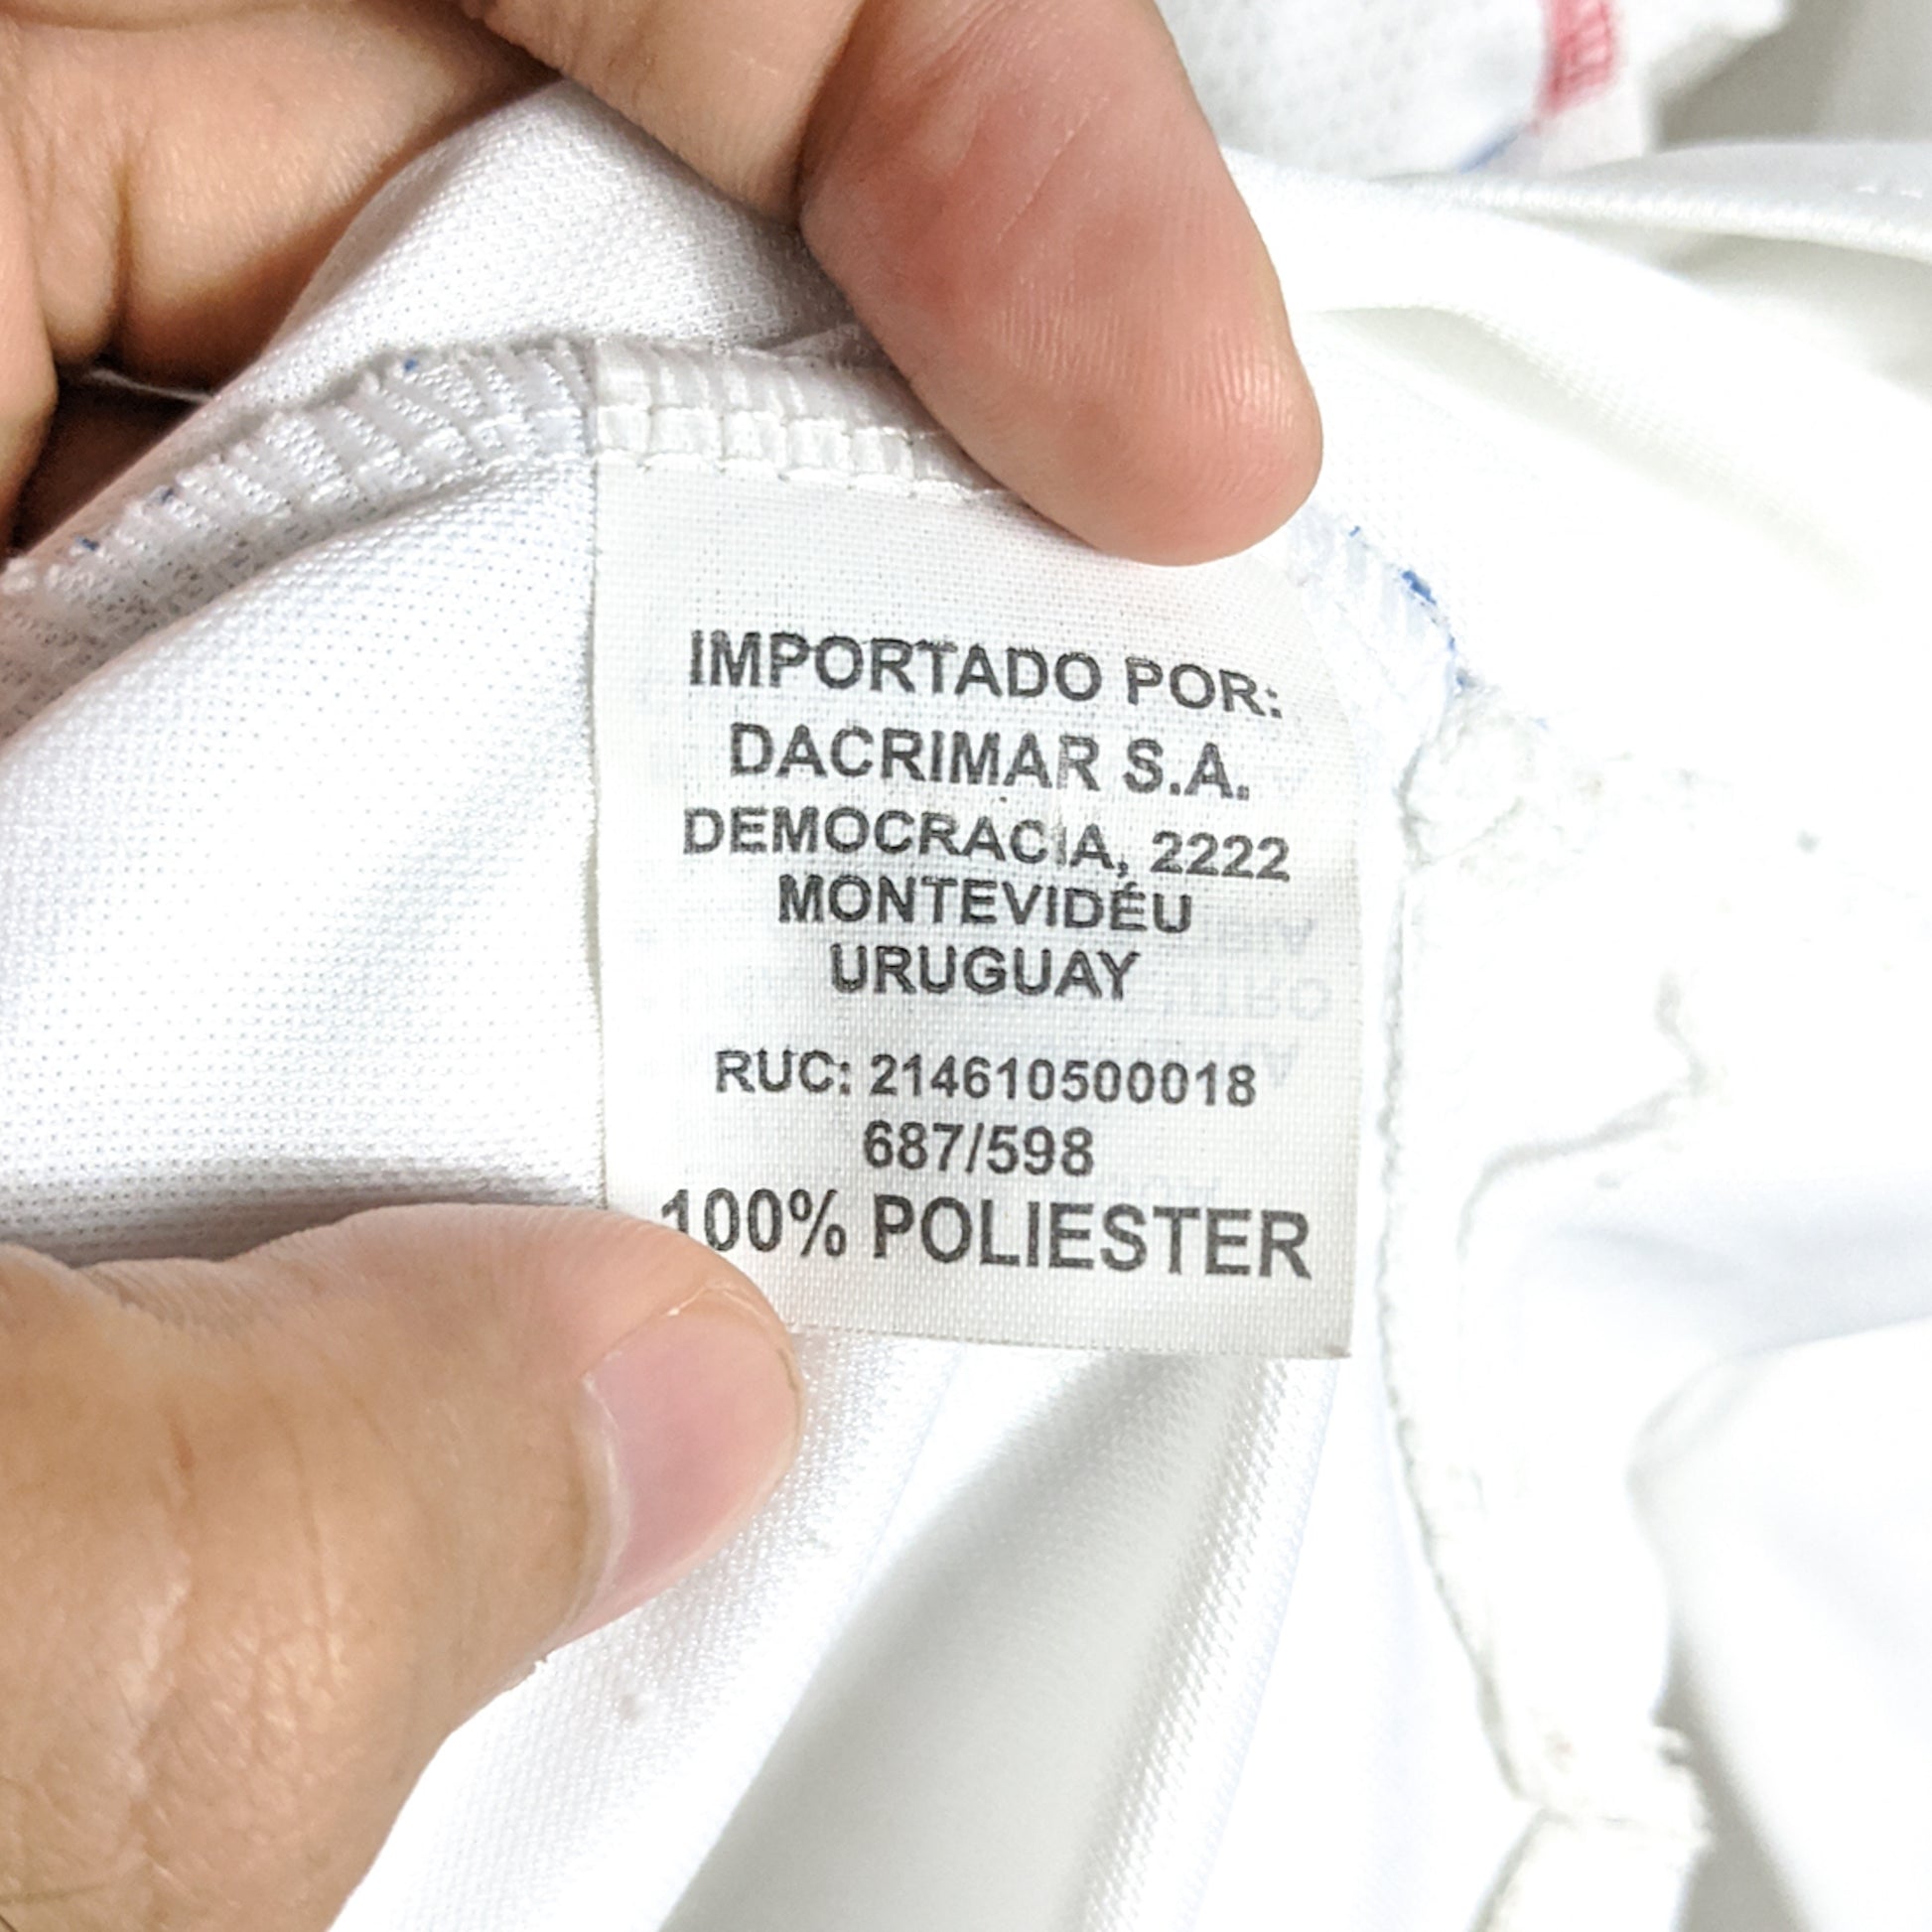 IMPORTADO POR:
DACRIMAR S.A.
DEMOCRACIA, 2222
MONTEVIDÉU
URUGUAY
RUC: 214610500018
687/598
100% POLIESTER